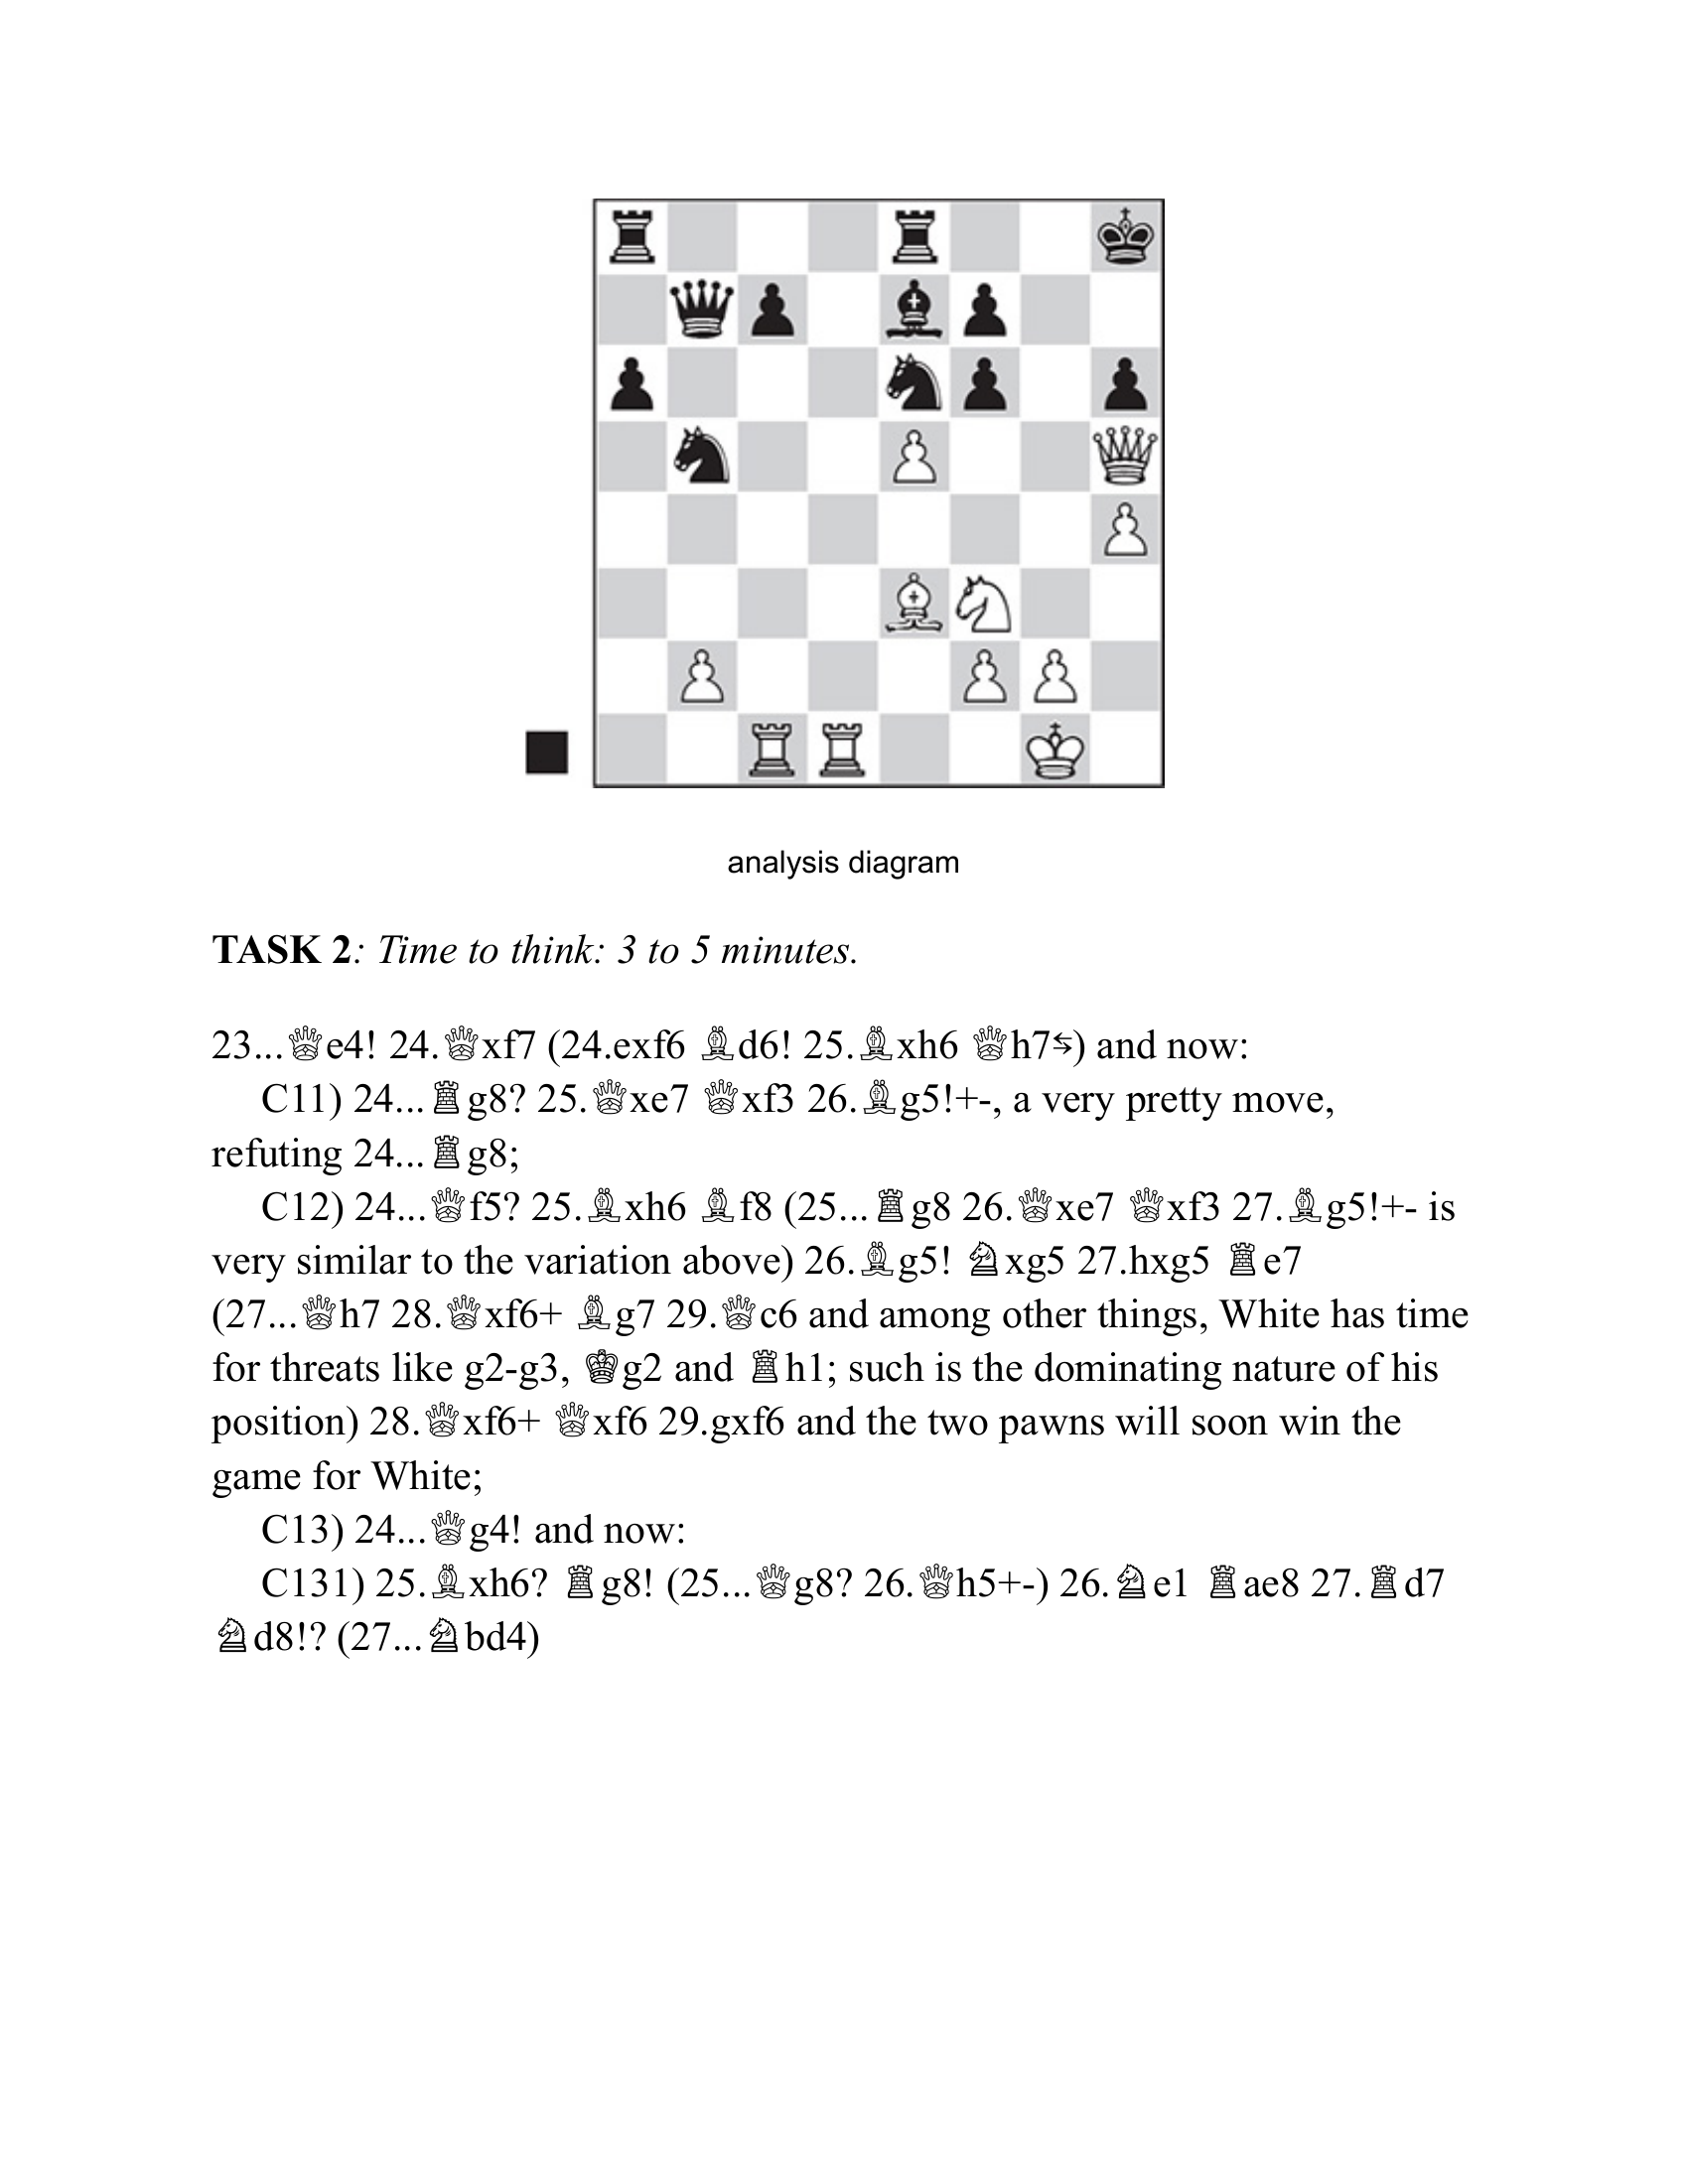 analysis diagram
TASK 2: Time to think: 3 to 5 minutes.
23...♕e4! 24.♕xf7 (24.exf6 ♗d6! 25.♗xh6 ♕h7⇆) and now:
C11) 24...♖g8? 25.♕xe7 ♕xf3 26.♗g5!+-, a very pretty move,
refuting 24...♖g8;
C12) 24...♕f5? 25.♗xh6 ♗f8 (25...♖g8 26.♕xe7 ♕xf3 27.♗g5!+- is
very similar to the variation above) 26.♗g5! ♘xg5 27.hxg5 ♖e7
(27...♕h7 28.♕xf6+ ♗g7 29.♕c6 and among other things, White has time
for threats like g2-g3, ♔g2 and ♖h1; such is the dominating nature of his
position) 28.♕xf6+ ♕xf6 29.gxf6 and the two pawns will soon win the
game for White;
C13) 24...♕g4! and now:
C131) 25.♗xh6? ♖g8! (25...♕g8? 26.♕h5+-) 26.♘e1 ♖ae8 27.♖d7
♘d8!? (27...♘bd4)